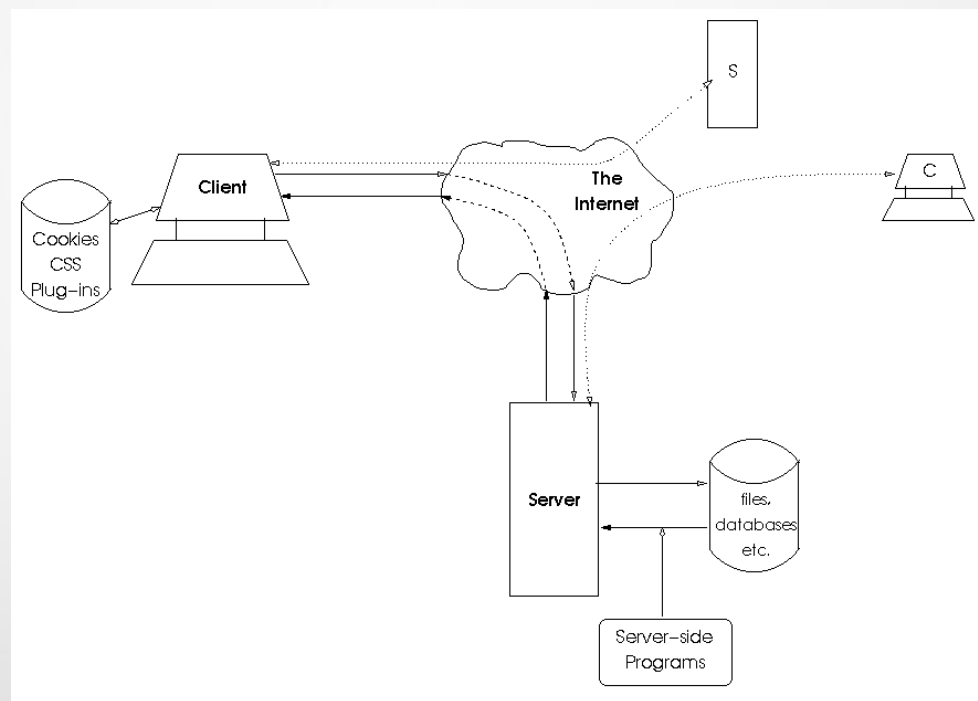 S
C
Client
The
Internet
Cookies
CSS
Plug-ins
Server
files,
databases
etc.
Server-side
Programs